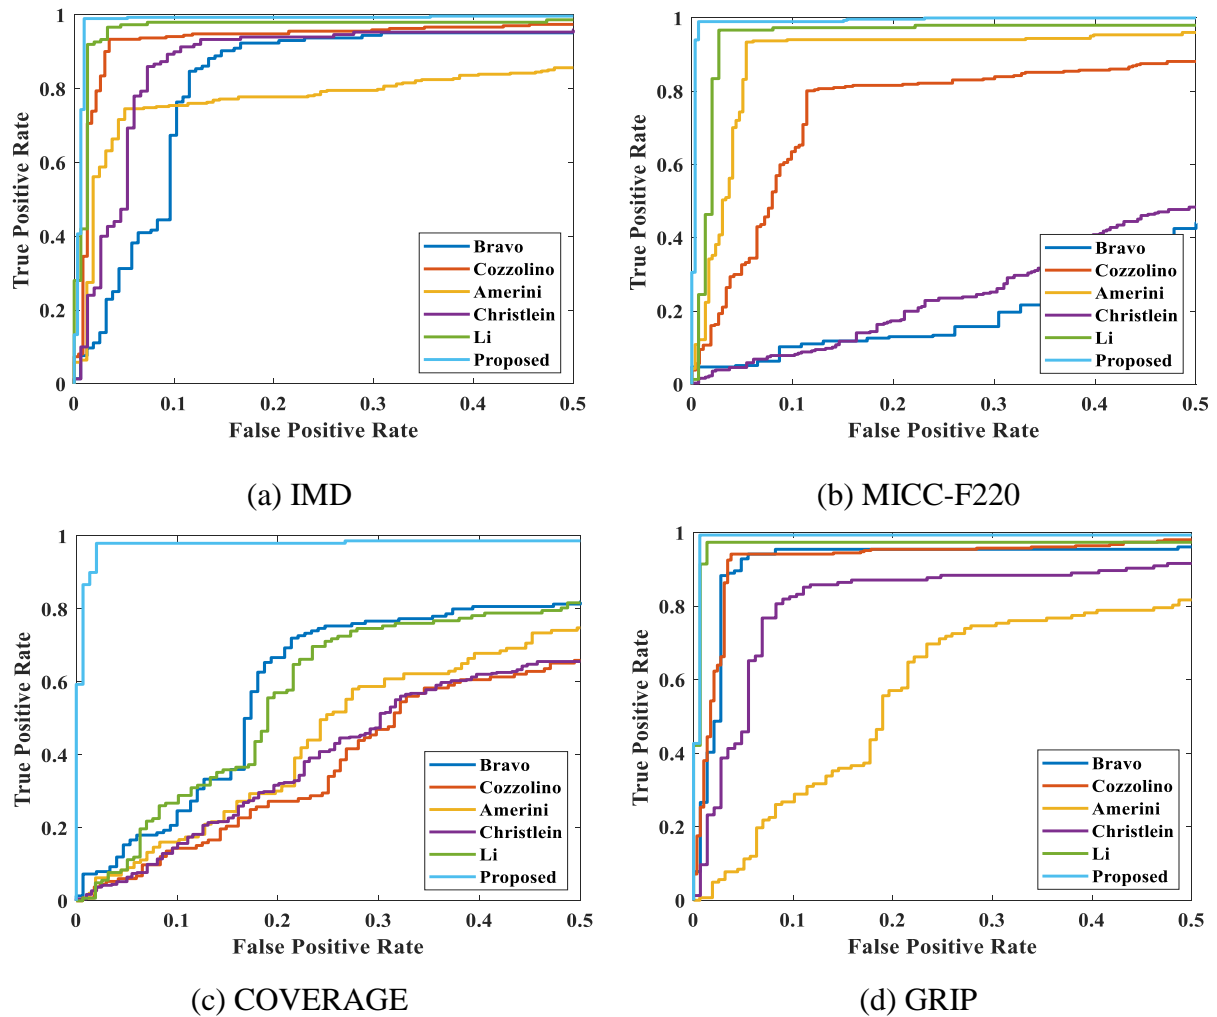 1
0.8
0.6
0.4
0.2
0
True Positive Rate
Bravo
Cozzolino
Amerini
Christlein
Li
Proposed
0 0.1 0.2 0.3 0.4 0.5
False Positive Rate
(a) IMD
1
0.8
0.6
0.4
0.2
0
True Positive Rate
Bravo
Cozzolino
Amerini
Christlein
Li
Proposed
0 0.1 0.2 0.3 0.4 0.5
False Positive Rate
(b) MICC-F220
1
0.8
0.6
0.4
0.2
0
True Positive Rate
Bravo
Cozzolino
Amerini
Christlein
Li
Proposed
0 0.1 0.2 0.3 0.4 0.5
False Positive Rate
(c) COVERAGE
1
0.8
0.6
0.4
0.2
0
True Positive Rate
Bravo
Cozzolino
Amerini
Christlein
Li
Proposed
0 0.1 0.2 0.3 0.4 0.5
False Positive Rate
(d) GRIP